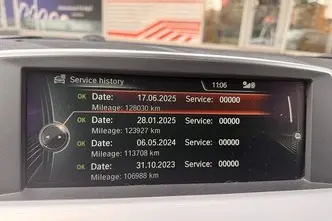 Service history
11:06
OK Date: 17.06.2025 Service: 00000
Mileage: 128030 km
OK Date: 28.01.2025 Service: 00000
Mileage: 123927 km
OK Date: 06.05.2024 Service: 00000
Mileage: 113708 km
OK Date: 31.10.2023 Service: 00000
Mileage: 106988 km